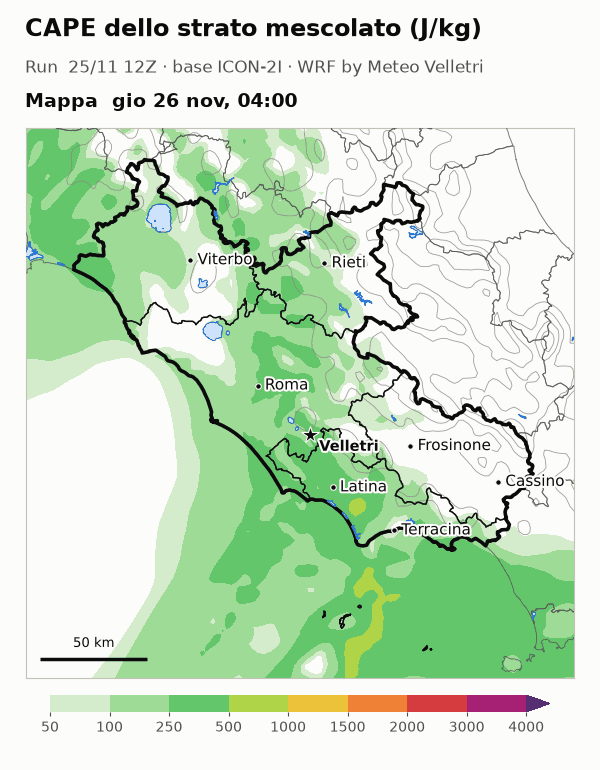 CAPE dello strato mescolato (J/kg)
Run  25/11 12Z · base ICON-2I · WRF by Meteo Velletri
Mappa  gio 26 nov, 04:00
Viterbo
Rieti
Roma
Velletri
Frosinone
Latina
Cassino
Terracina
50 km
50 100 250 500 1000 1500 2000 3000 4000